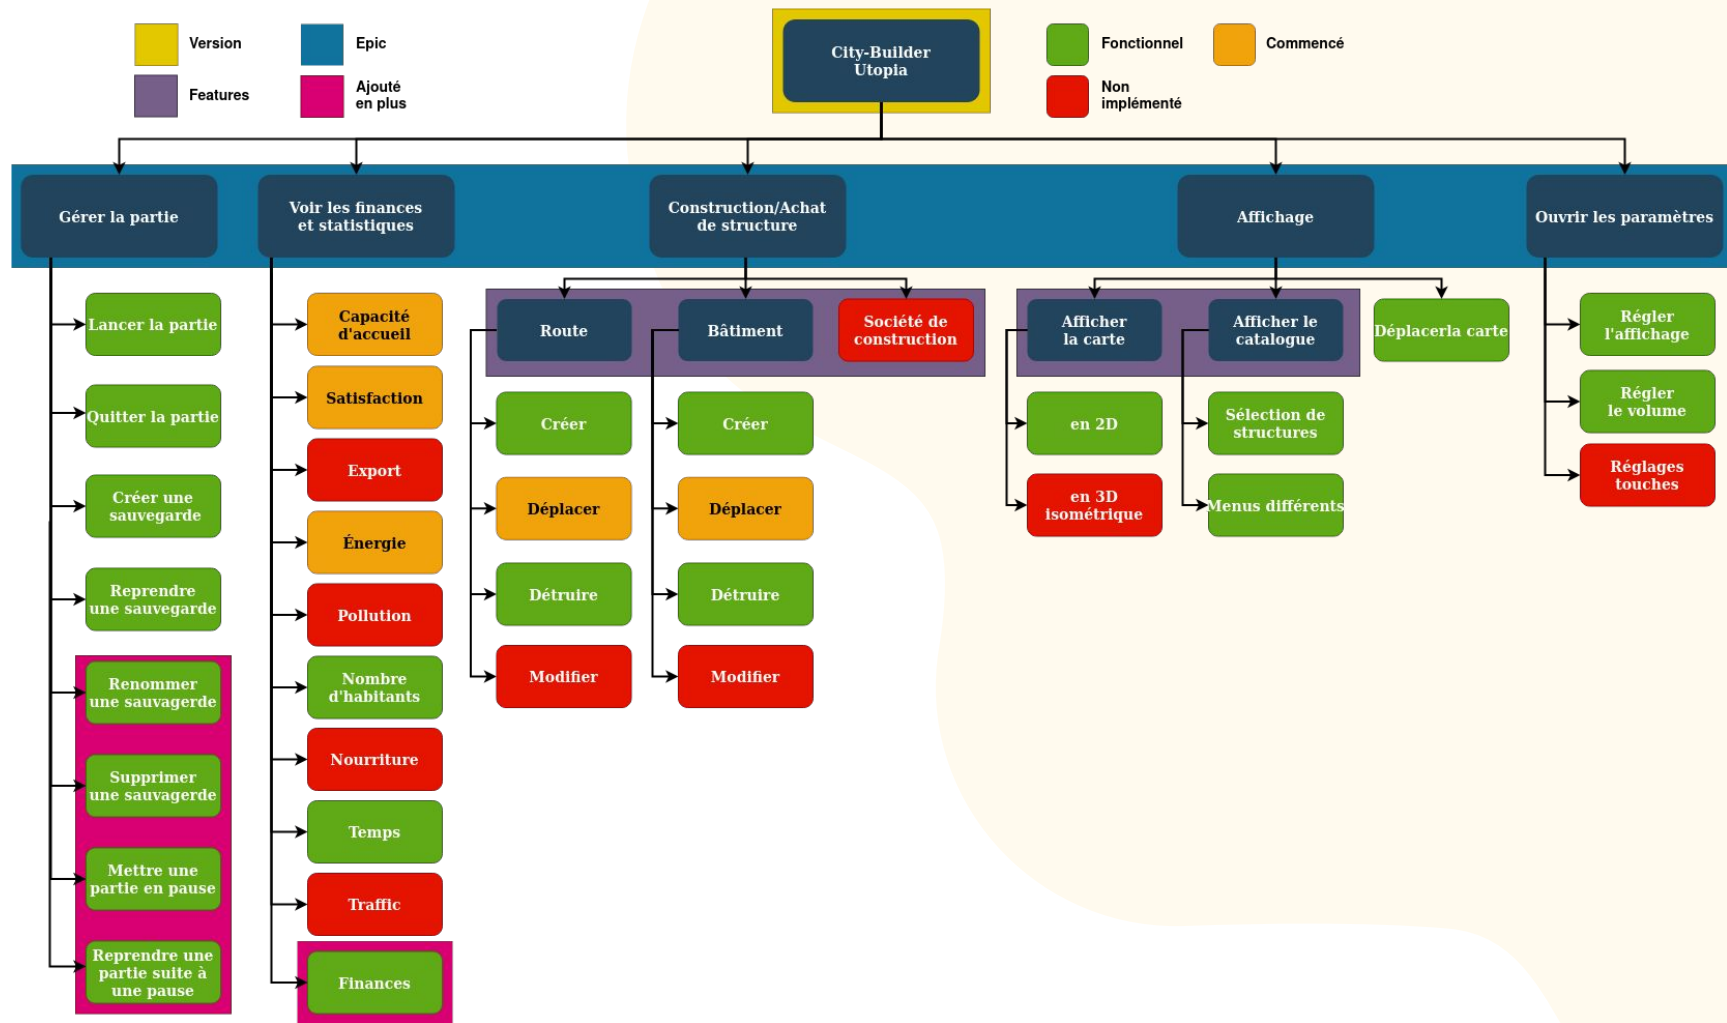 Version
Epic
Features
Ajouté
en plus
City-Builder
Utopia
Fonctionnel
Commencé
Non
implémenté
Gérer la partie
Voir les finances
et statistiques
Construction/Achat
de structure
Affichage
Ouvrir les paramètres
Lancer la partie
Quitter la partie
Créer une
sauvegarde
Reprendre
une sauvegarde
Renommer
une sauvagerde
Supprimer
une sauvagerde
Mettre une
partie en pause
Reprendre une
partie suite à
une pause
Capacité
d'accueil
Satisfaction
Export
Énergie
Pollution
Nombre
d'habitants
Nourriture
Temps
Traffic
Finances
Route
Bâtiment
Société de
construction
Créer
Déplacer
Détruire
Modifier
Créer
Déplacer
Détruire
Modifier
Afficher
la carte
Afficher le
catalogue
Déplacerla carte
en 2D
en 3D
isométrique
Sélection de
structures
Menus différents
Régler
l'affichage
Régler
le volume
Réglages
touches